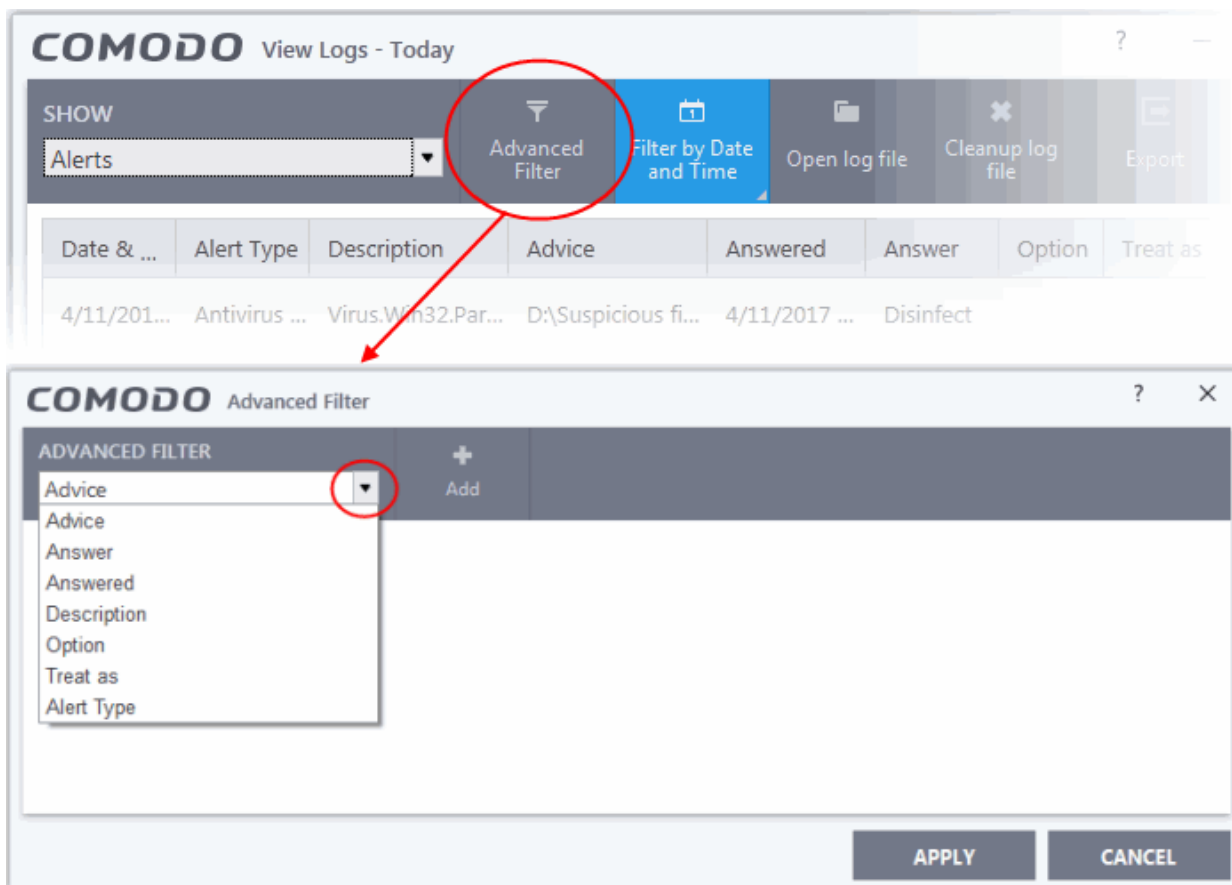 COMODO View Logs - Today ?
SHOW
Alerts
Advanced
Filter
Filter by Date
and Time
Open log file
Cleanup log
file
Export
Date & ... Alert Type Description Advice Answered Answer Option Treat as
4/11/201... Antivirus ... Virus.Win32.Par... D:\Suspicious fi... 4/11/2017 ... Disinfect
COMODO Advanced Filter ?
ADVANCED FILTER
Advice
Add
Advice
Answer
Answered
Description
Option
Treat as
Alert Type
APPLY CANCEL